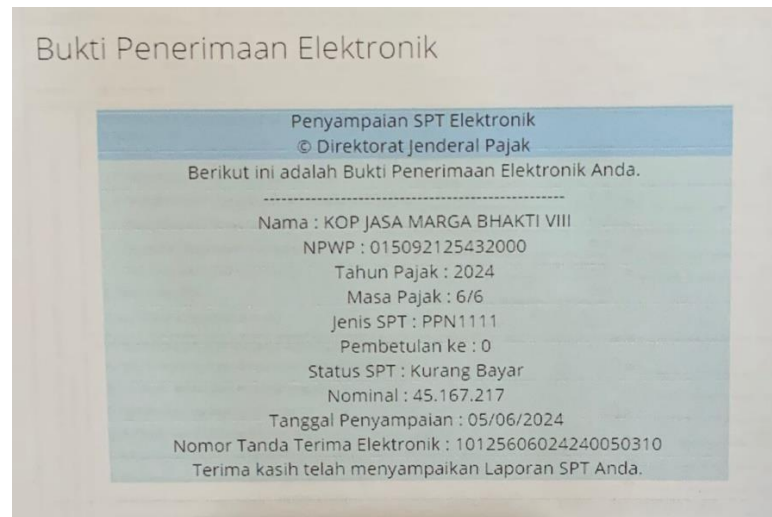 Bukti Penerimaan Elektronik
Penyampaian SPT Elektronik
© Direktorat Jenderal Pajak
Berikut ini adalah Bukti Penerimaan Elektronik Anda.
--------------------------------------------------
Nama : KOP JASA MARGA BHAKTI VIII
NPWP : 015092125432000
Tahun Pajak : 2024
Masa Pajak : 6/6
Jenis SPT : PPN1111
Pembetulan ke : 0
Status SPT : Kurang Bayar
Nominal : 45.167.217
Tanggal Penyampaian : 05/06/2024
Nomor Tanda Terima Elektronik : 10125606024240050310
Terima kasih telah menyampaikan Laporan SPT Anda.